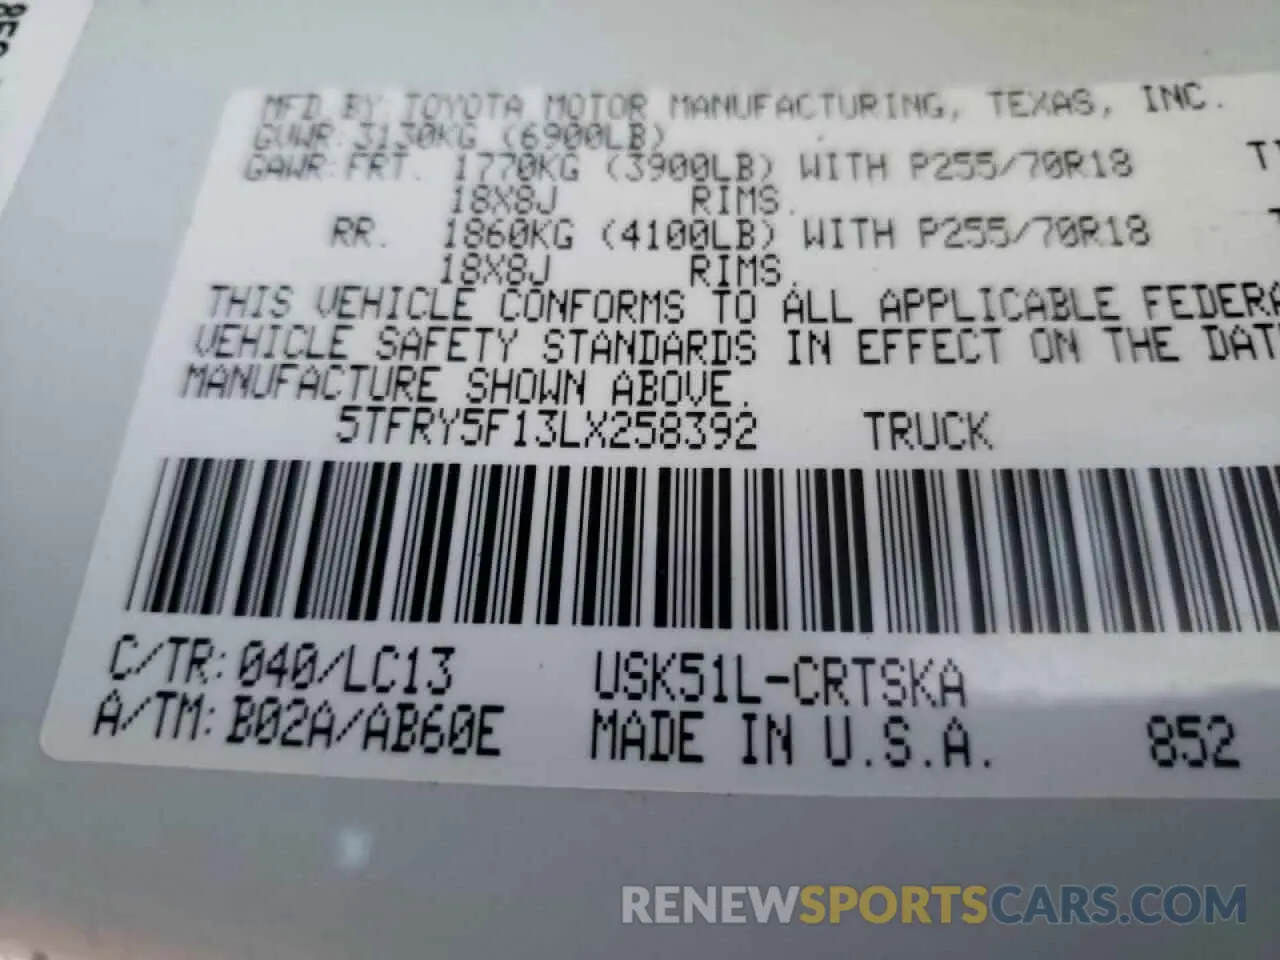 MFD BY TOYOTA MOTOR MANUFACTURING, TEXAS, INC.
GVWR: 3130KG (6900LB)
GAWR: FRT. 1770KG (3900LB) WITH P255/70R18
18X8J RIMS.
RR. 1860KG (4100LB) WITH P255/70R18
18X8J RIMS.
THIS VEHICLE CONFORMS TO ALL APPLICABLE FEDERA
VEHICLE SAFETY STANDARDS IN EFFECT ON THE DAT
MANUFACTURE SHOWN ABOVE.
5TFRY5F13LX258392 TRUCK
C/TR: 040/LC13 USK51L-CRTSKA
A/TM: B02A/AB60E MADE IN U.S.A. 852
RENEWSPORTSCARS.COM